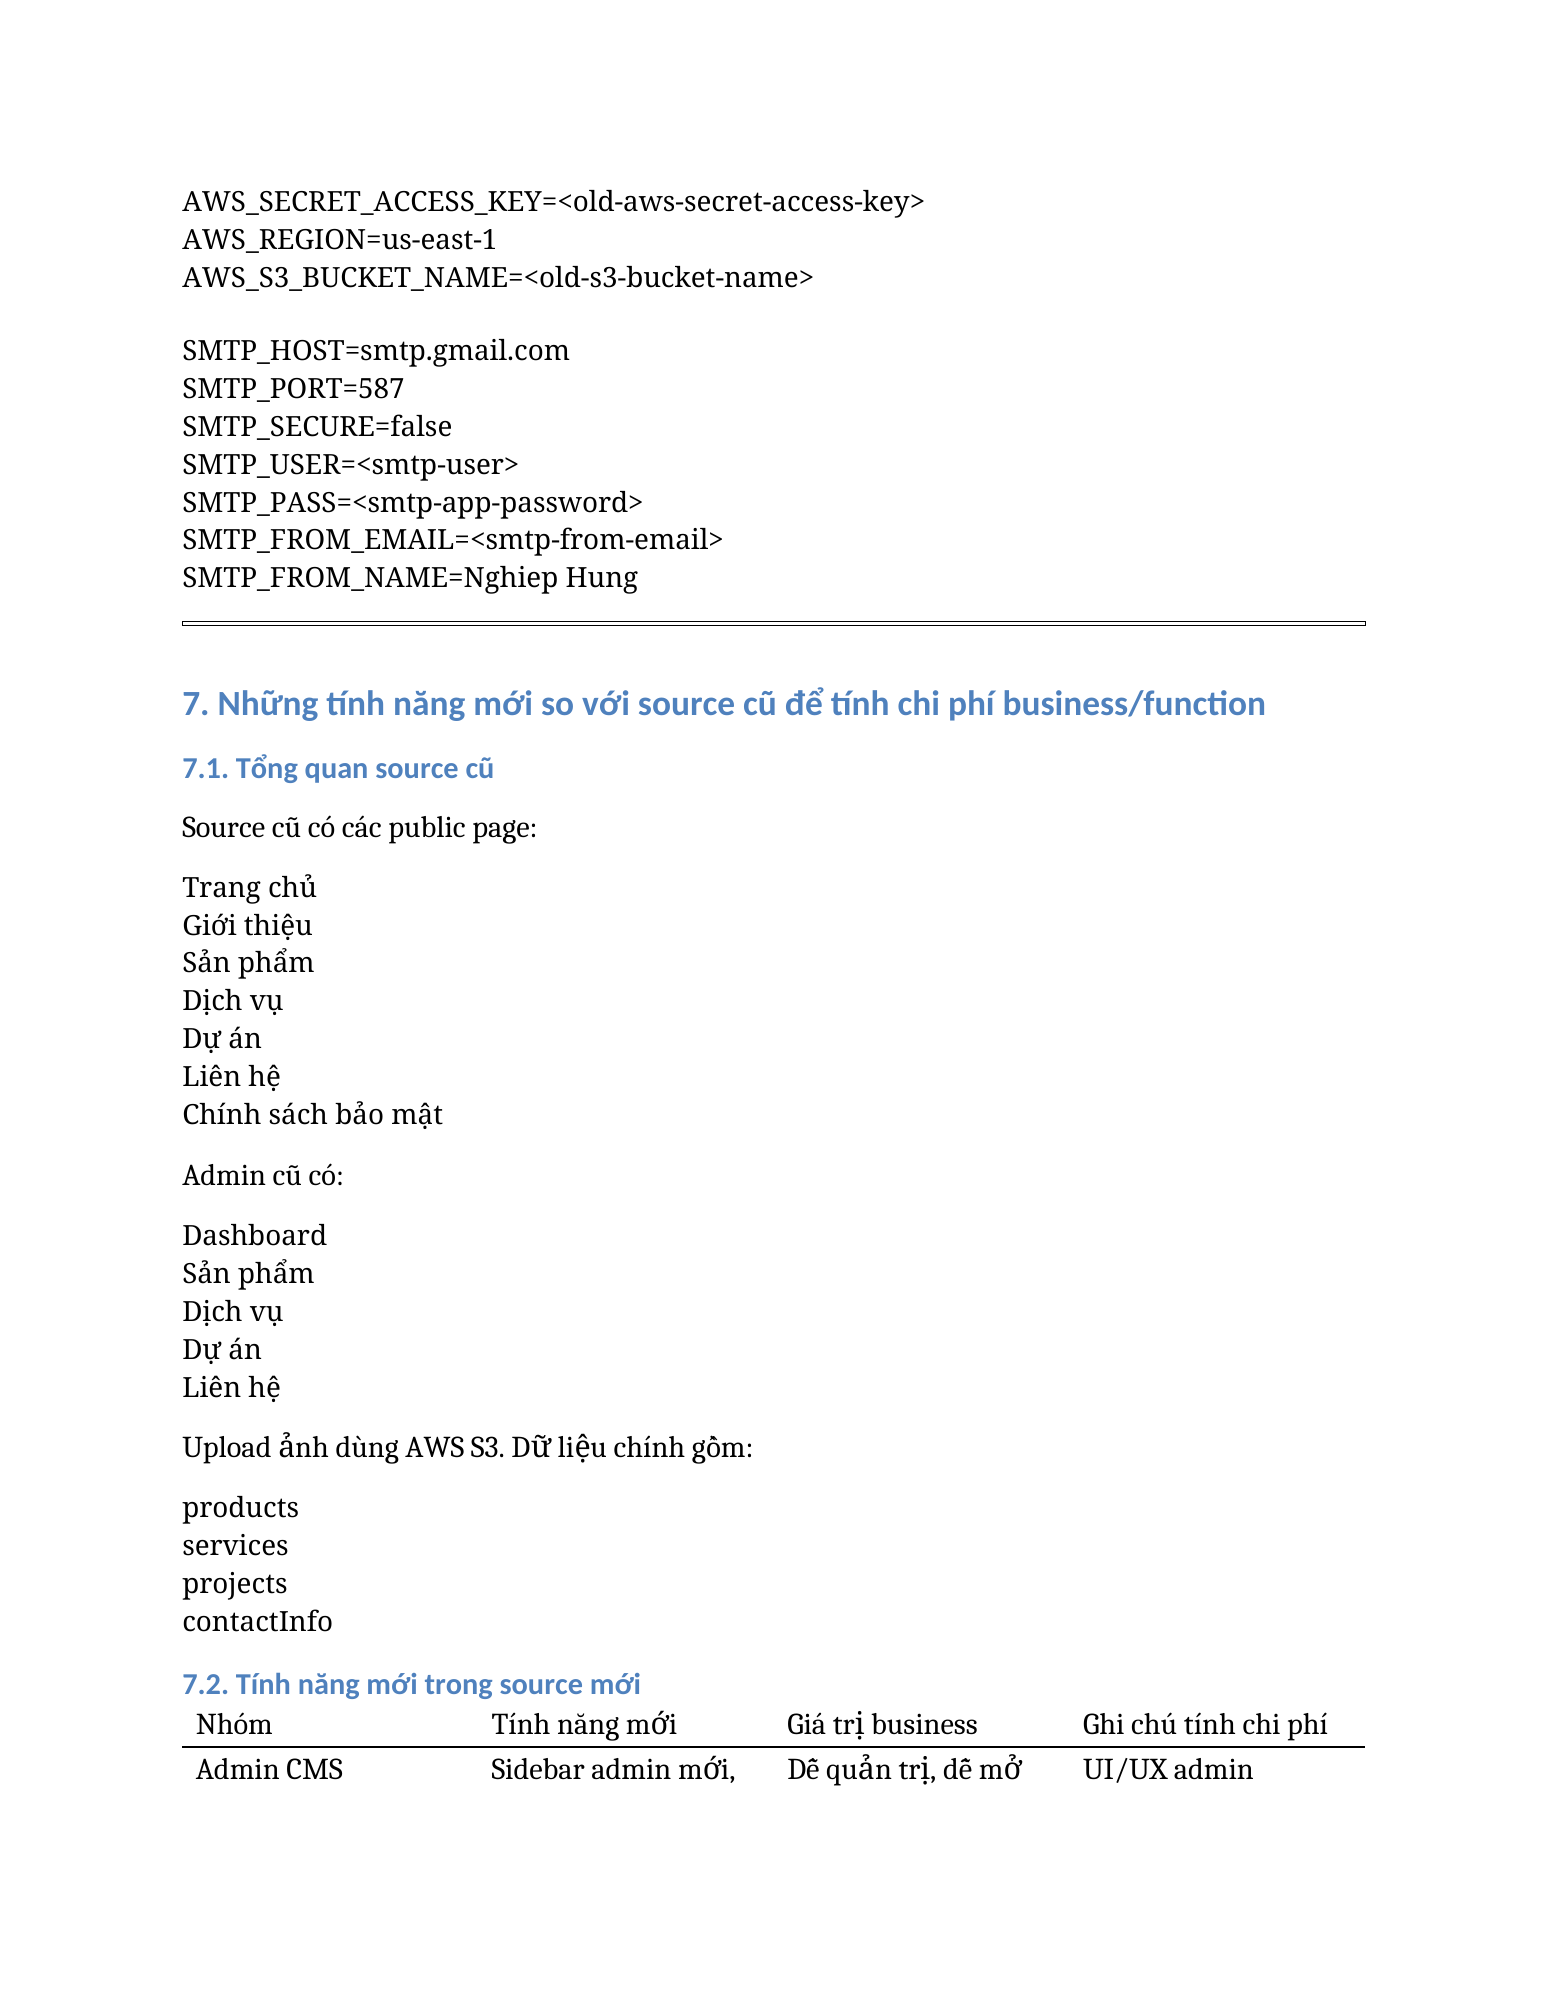 AWS_SECRET_ACCESS_KEY=<old-aws-secret-access-key>
AWS_REGION=us-east-1
AWS_S3_BUCKET_NAME=<old-s3-bucket-name>
SMTP_HOST=smtp.gmail.com
SMTP_PORT=587
SMTP_SECURE=false
SMTP_USER=<smtp-user>
SMTP_PASS=<smtp-app-password>
SMTP_FROM_EMAIL=<smtp-from-email>
SMTP_FROM_NAME=Nghiep Hung
7. Những tính năng mới so với source cũ để tính chi phí business/function
7.1. Tổng quan source cũ
Source cũ có các public page:
Trang chủ
Giới thiệu
Sản phẩm
Dịch vụ
Dự án
Liên hệ
Chính sách bảo mật
Admin cũ có:
Dashboard
Sản phẩm
Dịch vụ
Dự án
Liên hệ
Upload ảnh dùng AWS S3. Dữ liệu chính gồm:
products
services
projects
contactInfo
7.2. Tính năng mới trong source mới
Nhóm Tính năng mới Giá trị business Ghi chú tính chi phí
Admin CMS Sidebar admin mới, Dễ quản trị, dễ mở UI/UX admin